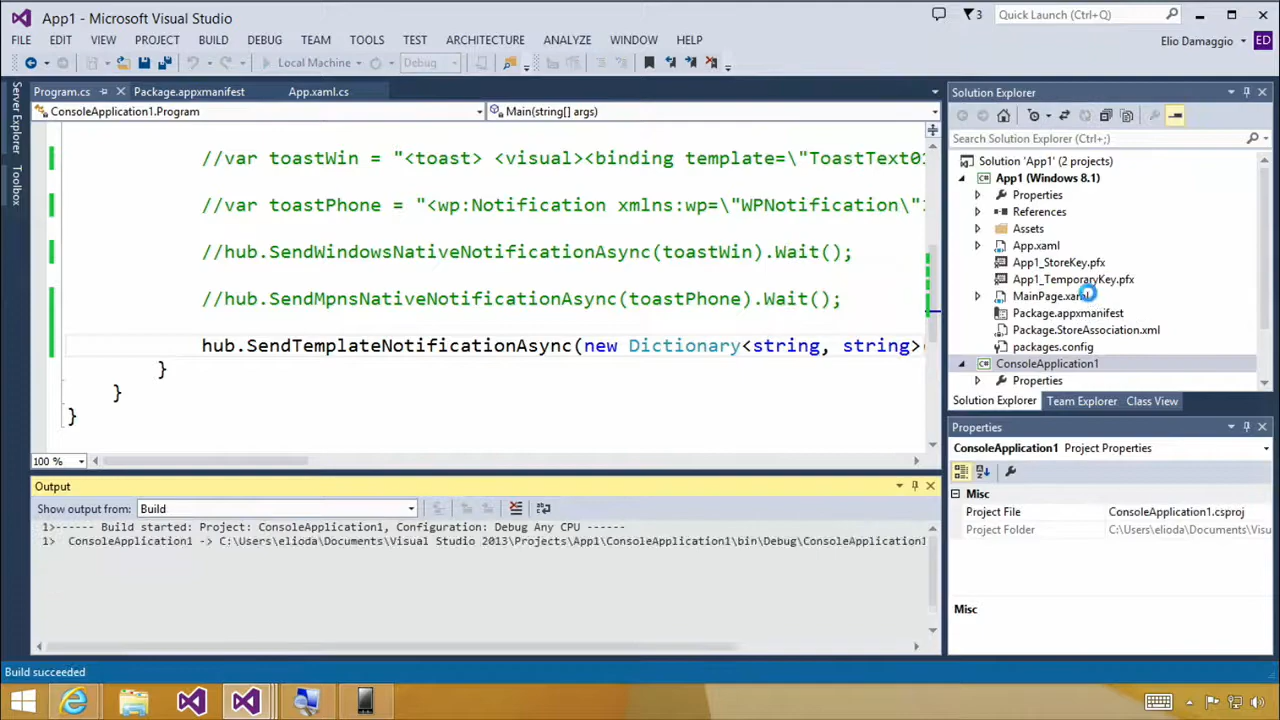 App1 - Microsoft Visual Studio
3
Quick Launch (Ctrl+Q)
FILE EDIT VIEW PROJECT BUILD DEBUG TEAM TOOLS TEST ARCHITECTURE ANALYZE WINDOW HELP
Elio Damaggio ED
Local Machine Debug
Server Explorer
Toolbox
Program.cs Package.appxmanifest App.xaml.cs
ConsoleApplication1.Program Main(string[] args)
//var toastWin = "<toast> <visual><binding template=\"ToastText01
//var toastPhone = "<wp:Notification xmlns:wp=\"WPNotification\">
//hub.SendWindowsNativeNotificationAsync(toastWin).Wait();
//hub.SendMpnsNativeNotificationAsync(toastPhone).Wait();
hub.SendTemplateNotificationAsync(new Dictionary<string, string>(
}
}
}
100 %
Output
Show output from: Build
1>------ Build started: Project: ConsoleApplication1, Configuration: Debug Any CPU ------
1> ConsoleApplication1 -> C:\Users\elioda\Documents\Visual Studio 2013\Projects\App1\ConsoleApplication1\bin\Debug\ConsoleApplication1
Solution Explorer
Search Solution Explorer (Ctrl+;)
Solution 'App1' (2 projects)
App1 (Windows 8.1)
Properties
References
Assets
App.xaml
App1_StoreKey.pfx
App1_TemporaryKey.pfx
MainPage.xaml
Package.appxmanifest
Package.StoreAssociation.xml
packages.config
ConsoleApplication1
Properties
Solution Explorer Team Explorer Class View
Properties
ConsoleApplication1 Project Properties
Misc
Project File ConsoleApplication1.csproj
Project Folder C:\Users\elioda\Documents\Visu
Misc
Build succeeded